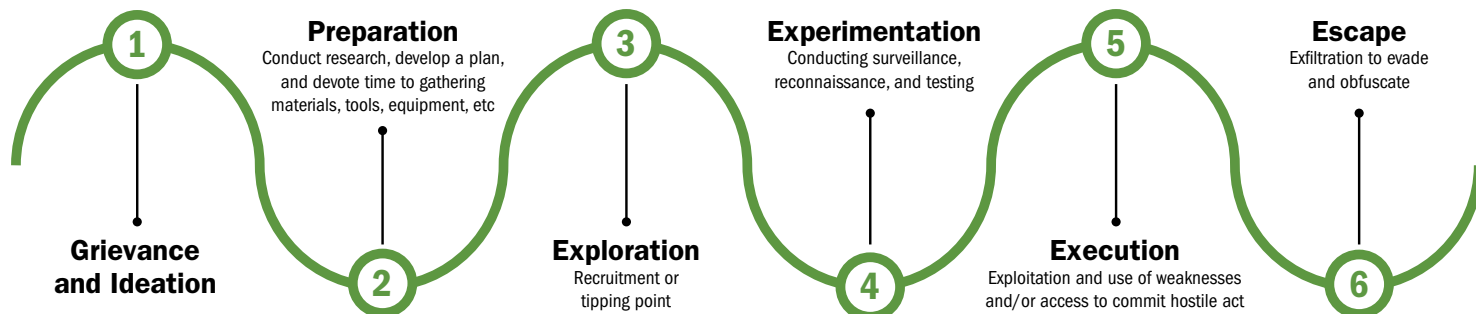 1
Grievance
and Ideation
Preparation
Conduct research, develop a plan,
and devote time to gathering
materials, tools, equipment, etc
2
3
Exploration
Recruitment or
tipping point
Experimentation
Conducting surveillance,
reconnaissance, and testing
4
5
Execution
Exploitation and use of weaknesses
and/or access to commit hostile act
Escape
Exfiltration to evade
and obfuscate
6